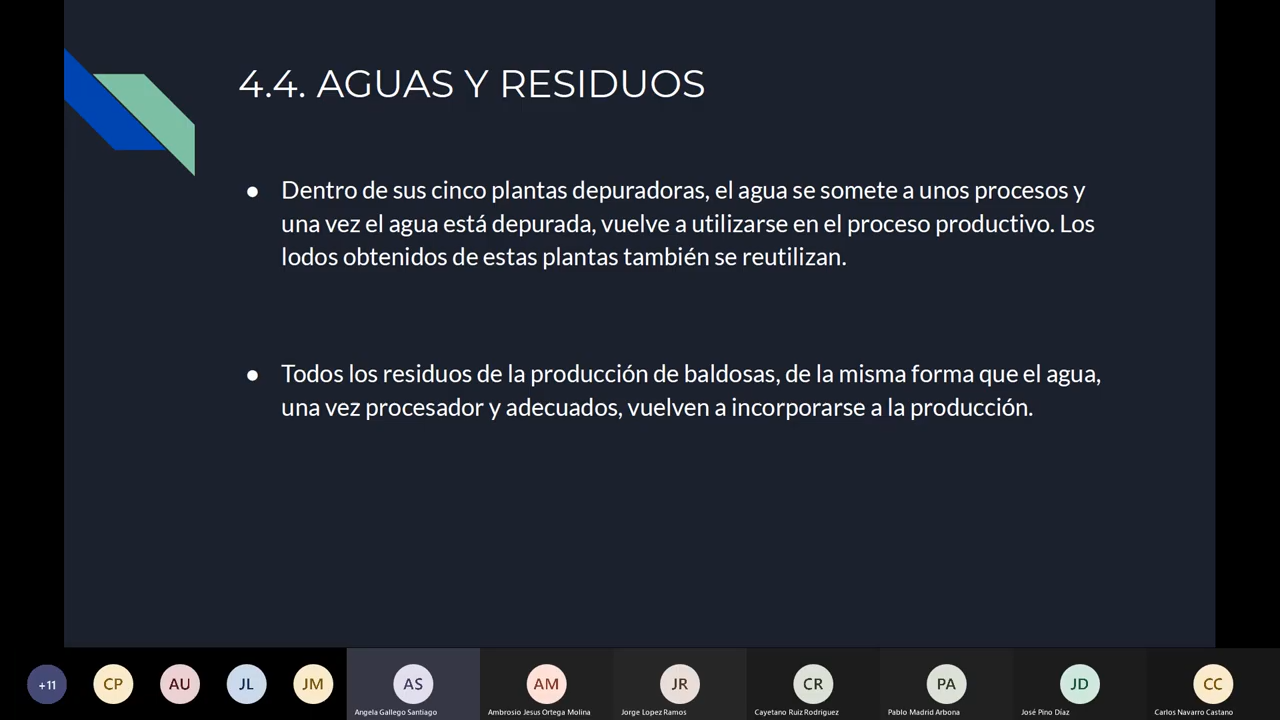 4.4. AGUAS Y RESIDUOS
● Dentro de sus cinco plantas depuradoras, el agua se somete a unos procesos y
una vez el agua está depurada, vuelve a utilizarse en el proceso productivo. Los
lodos obtenidos de estas plantas también se reutilizan.
● Todos los residuos de la producción de baldosas, de la misma forma que el agua,
una vez procesador y adecuados, vuelven a incorporarse a la producción.
+11 CP AU JL JM AS AM JR CR PA JD CC
Angela Gallego Santiago Ambrosio Jesus Ortega Molina Jorge Lopez Ramos Cayetano Ruiz Rodriguez Pablo Madrid Arbona José Pino Díaz Carlos Navarro Castano